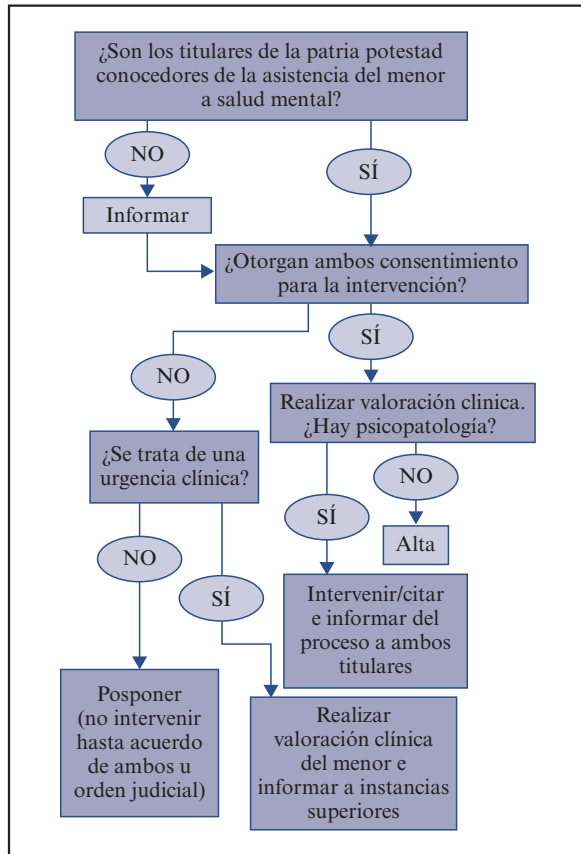 ¿Son los titulares de la patria potestad
conocedores de la asistencia del menor
a salud mental?
NO
SÍ
Informar
¿Otorgan ambos consentimiento
para la intervención?
SÍ
NO
Realizar valoración clinica.
¿Hay psicopatología?
¿Se trata de una
urgencia clínica?
NO
SÍ
Alta
NO
SÍ
Intervenir/citar
e informar del
proceso a ambos
titulares
Posponer
(no intervenir
hasta acuerdo
de ambos u
orden judicial)
Realizar
valoración clínica
del menor e
informar a instancias
superiores